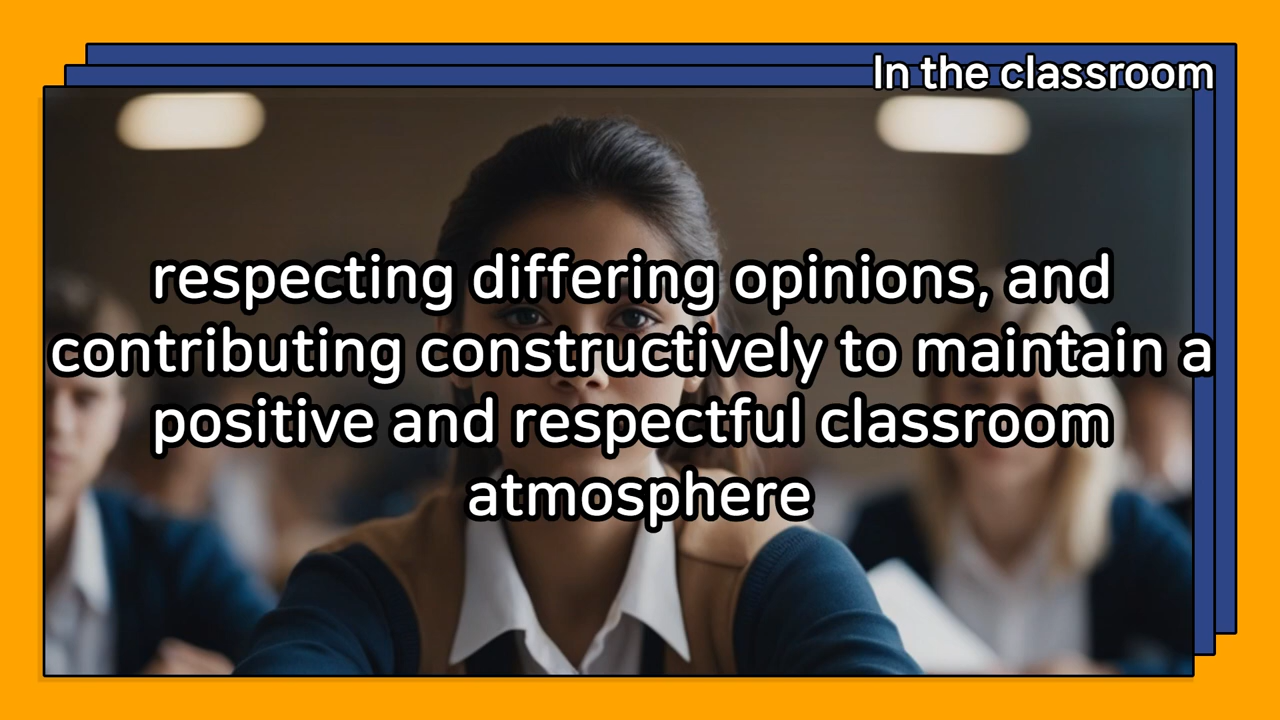 In the classroom
respecting differing opinions, and
contributing constructively to maintain a
positive and respectful classroom
atmosphere